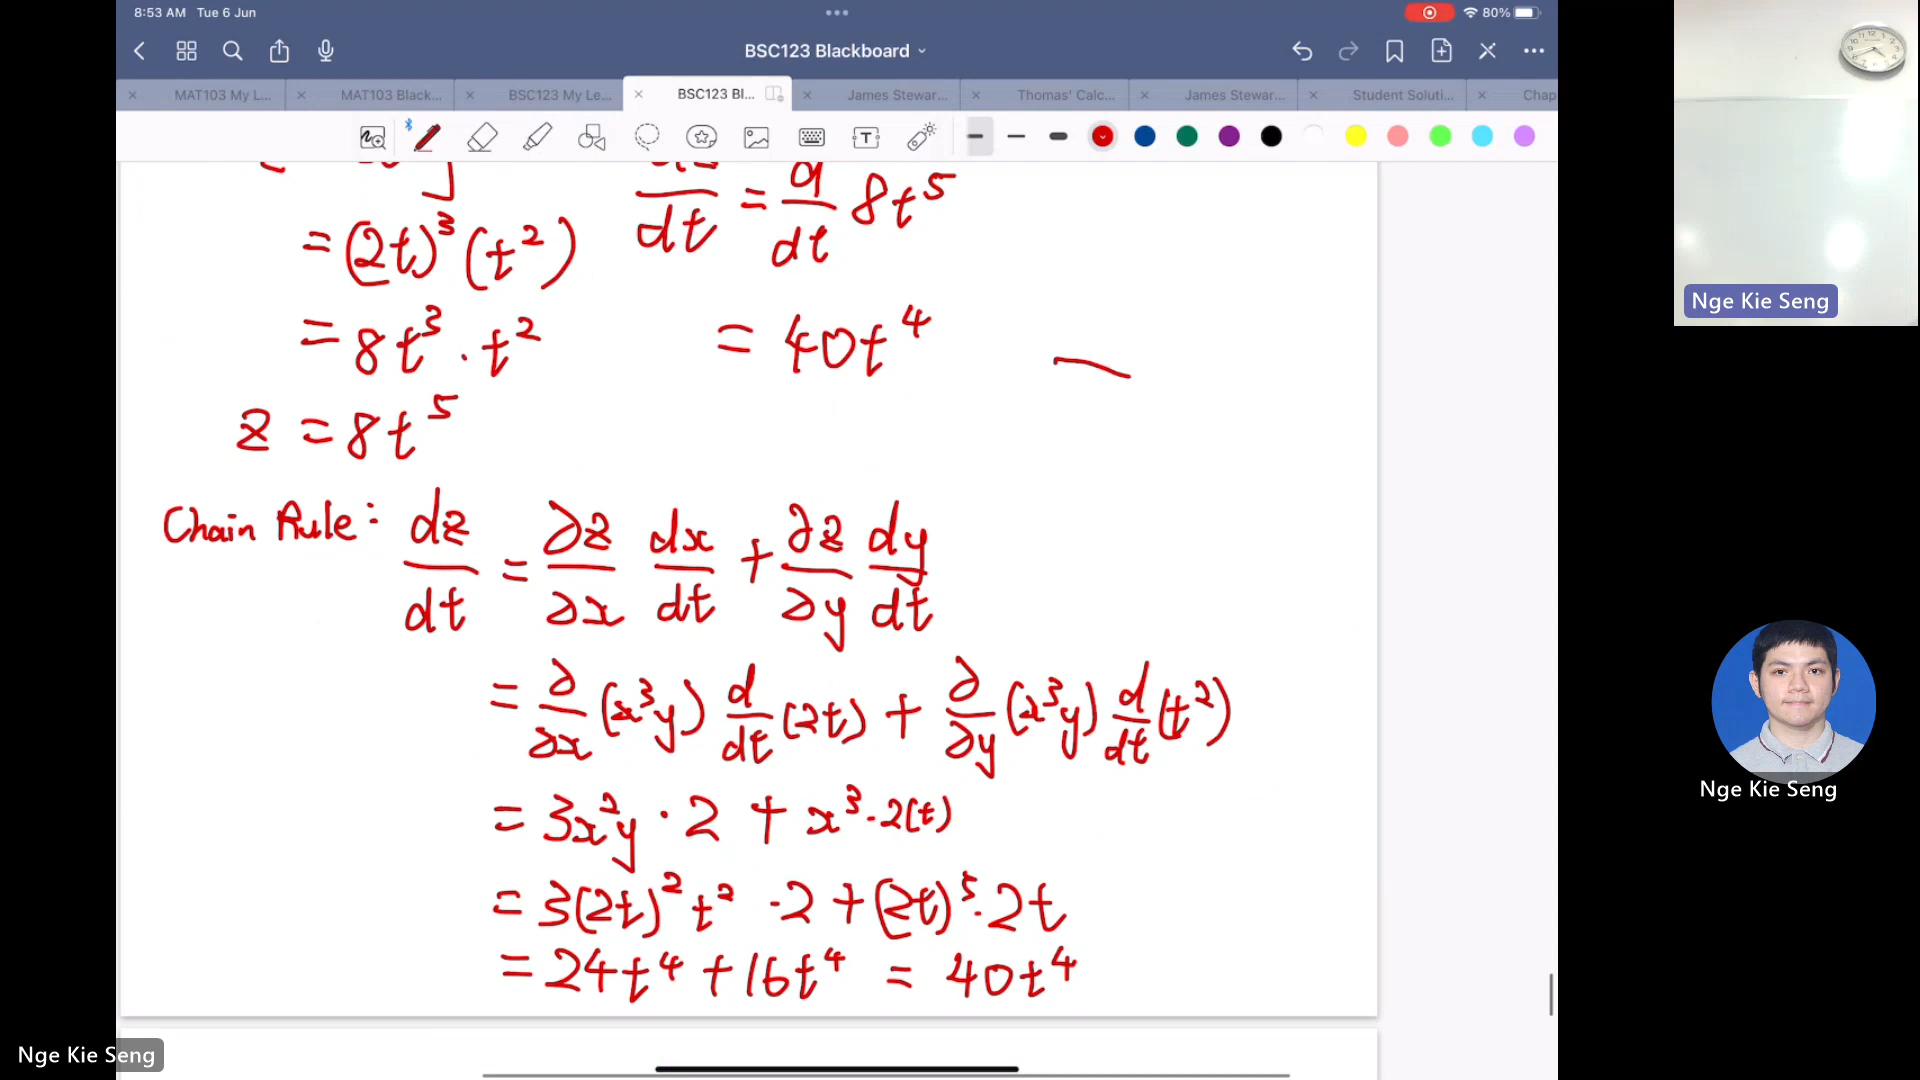 8:53 AM Tue 6 Jun
80%
BSC123 Blackboard
MAT103 My L...
MAT103 Black...
BSC123 My Le...
BSC123 Bl...
James Stewar...
Thomas' Calc...
James Stewar...
Student Soluti...
Chap
= (2t)³(t²)
dt = d/dt 8t⁵
= 8t³ . t²
= 40t⁴
z = 8t⁵
Chain Rule: dz/dt = ∂z/∂x dx/dt + ∂z/∂y dy/dt
= ∂/∂x (x³y) d/dt (2t) + ∂/∂y (x³y) d/dt (t²)
= 3x²y · 2 + x³ · 2(t)
= 3(2t)² t² · 2 + (2t)³ · 2t
= 24t⁴ + 16t⁴ = 40t⁴
Nge Kie Seng
Nge Kie Seng
Nge Kie Seng